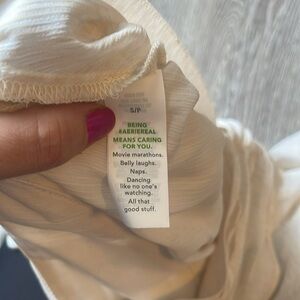 S/P
BEING
#AERIEREAL
MEANS CARING
FOR YOU.
Movie marathons.
Belly laughs.
Naps.
Dancing
like no one's
watching.
All that
good stuff.